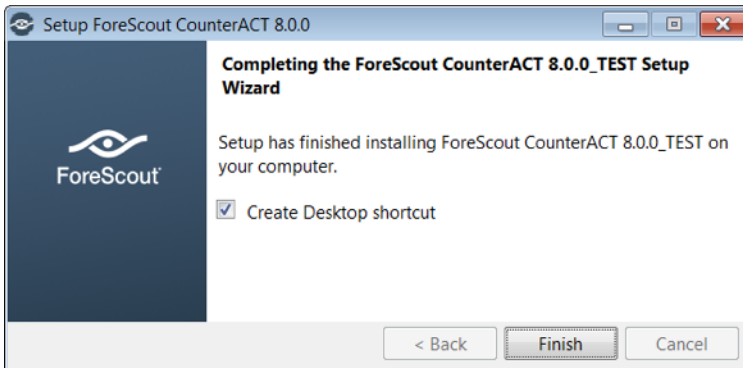 Setup ForeScout CounterACT 8.0.0
Completing the ForeScout CounterACT 8.0.0_TEST Setup
Wizard
ForeScout
Setup has finished installing ForeScout CounterACT 8.0.0_TEST on
your computer.
Create Desktop shortcut
< Back
Finish
Cancel